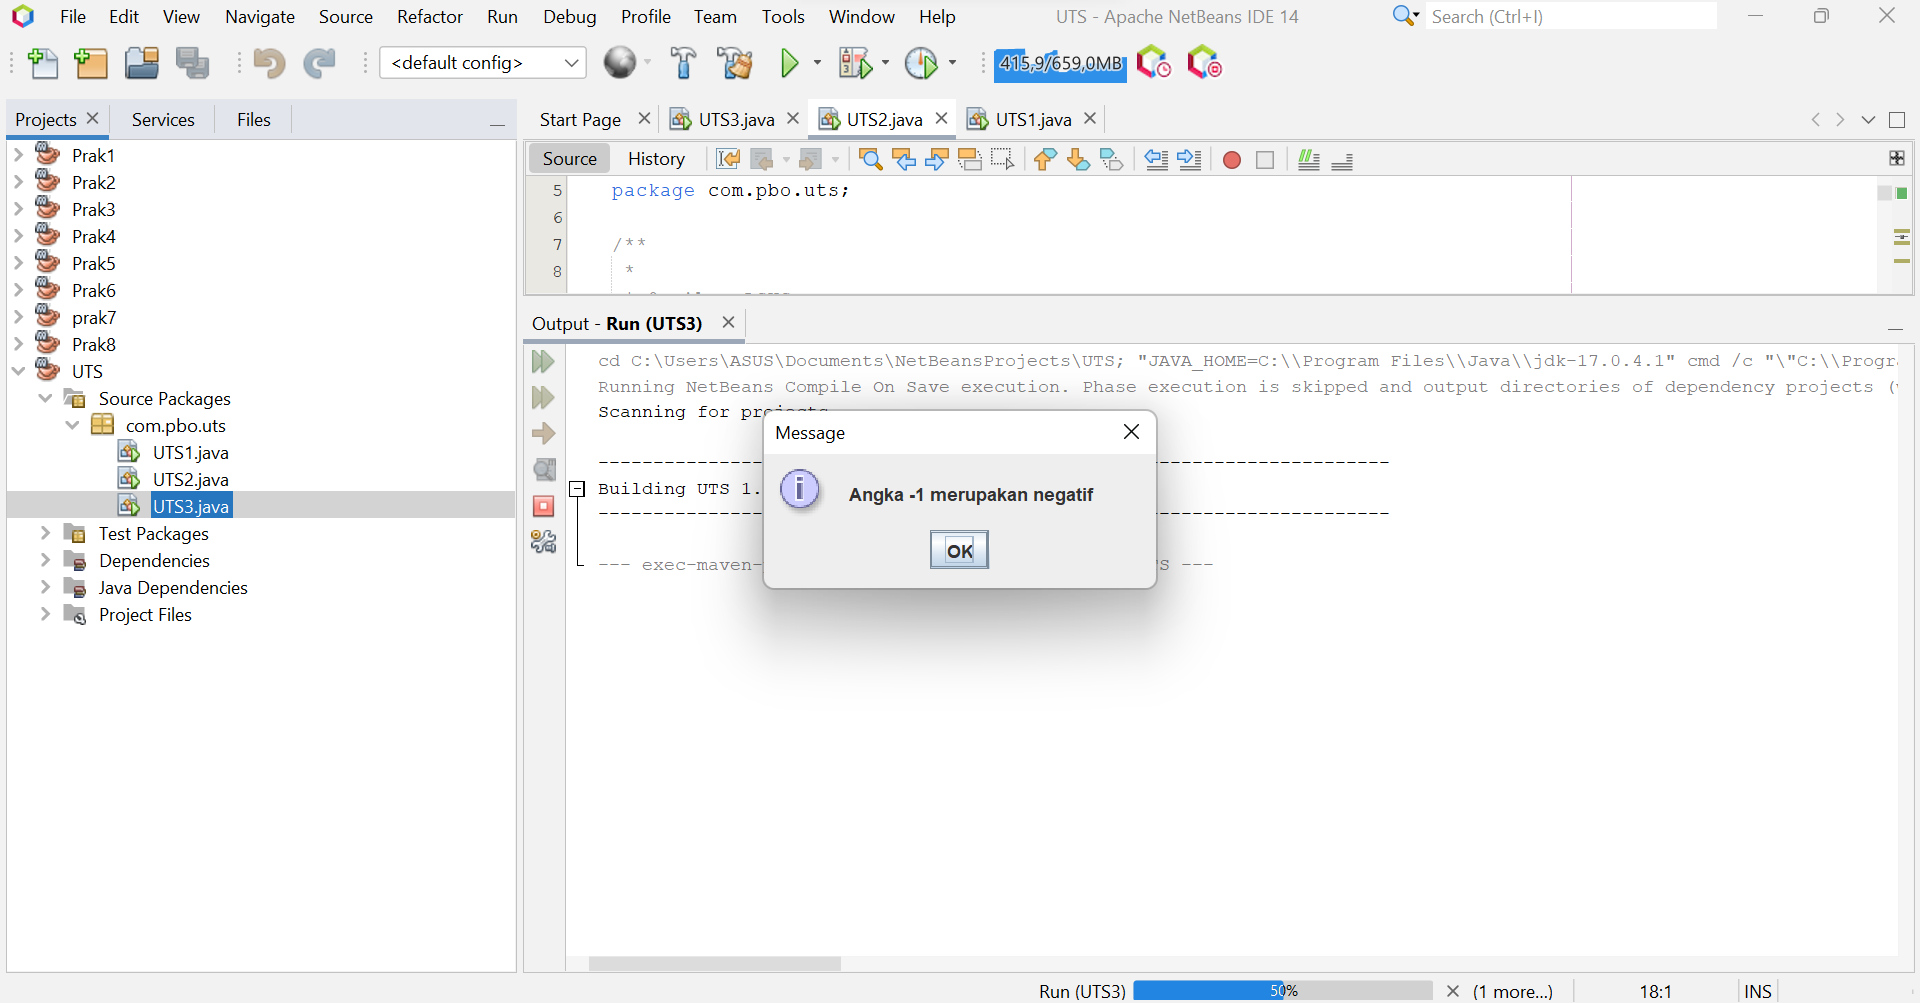 File Edit View Navigate Source Refactor Run Debug Profile Team Tools Window Help
UTS - Apache NetBeans IDE 14
Search (Ctrl+I)
<default config>
415,9/659,0MB
Projects Services Files
Start Page UTS3.java UTS2.java UTS1.java
Source History
Prak1
Prak2
Prak3
Prak4
Prak5
Prak6
prak7
Prak8
UTS
Source Packages
com.pbo.uts
UTS1.java
UTS2.java
UTS3.java
Test Packages
Dependencies
Java Dependencies
Project Files
5 package com.pbo.uts;
6
7 /**
8 *
Output - Run (UTS3)
cd C:\Users\ASUS\Documents\NetBeansProjects\UTS; "JAVA_HOME=C:\\Program Files\\Java\\jdk-17.0.4.1" cmd /c "\"C:\\Progr
Running NetBeans Compile On Save execution. Phase execution is skipped and output directories of dependency projects (
Scanning for projects
Building UTS 1.
--- exec-maven- S ---
Message
Angka -1 merupakan negatif
OK
Run (UTS3) 50% (1 more...) 18:1 INS